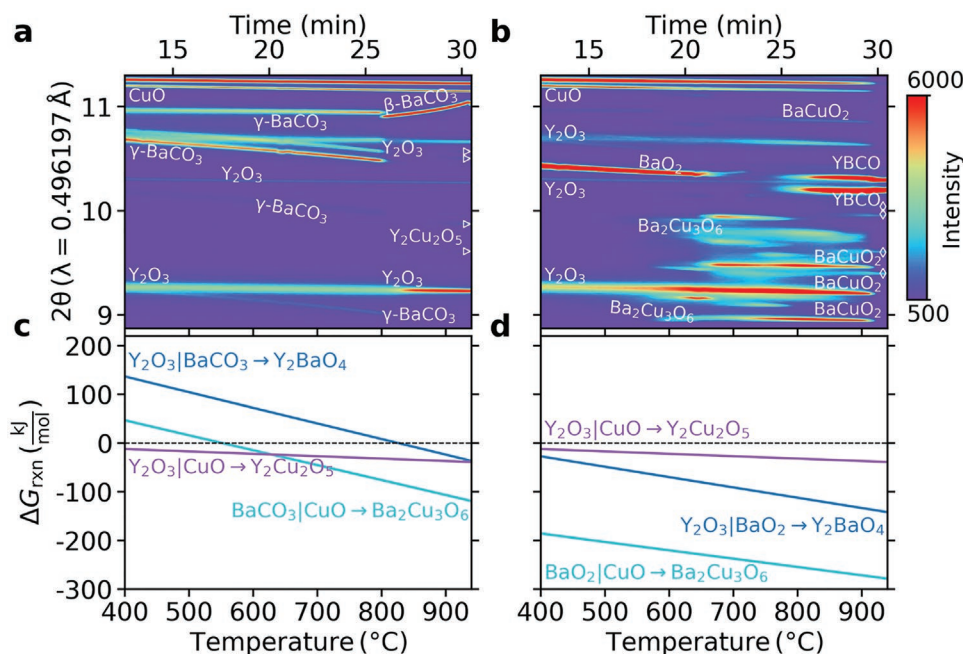 a
Time (min)
15 20 25 30
b
Time (min)
15 20 25 30
2θ (λ = 0.496197 Å)
11
10
9
CuO
β-BaCO₃
γ-BaCO₃
γ-BaCO₃
Y₂O₃
Y₂O₃
γ-BaCO₃
Y₂Cu₂O₅
Y₂O₃
Y₂O₃
γ-BaCO₃
CuO
BaCuO₂
Y₂O₃
BaO₂
YBCO
Y₂O₃
YBCO
Ba₂Cu₃O₆
BaCuO₂
Y₂O₃
BaCuO₂
Ba₂Cu₃O₆
BaCuO₂
6000
Intensity
500
c
ΔG_rxn (kJ/mol)
200
100
0
-100
-200
-300
Y₂O₃|BaCO₃→Y₂BaO₄
Y₂O₃|CuO→Y₂Cu₂O₅
BaCO₃|CuO→Ba₂Cu₃O₆
400 500 600 700 800 900
Temperature (°C)
d
Y₂O₃|CuO→Y₂Cu₂O₅
Y₂O₃|BaO₂→Y₂BaO₄
BaO₂|CuO→Ba₂Cu₃O₆
400 500 600 700 800 900
Temperature (°C)